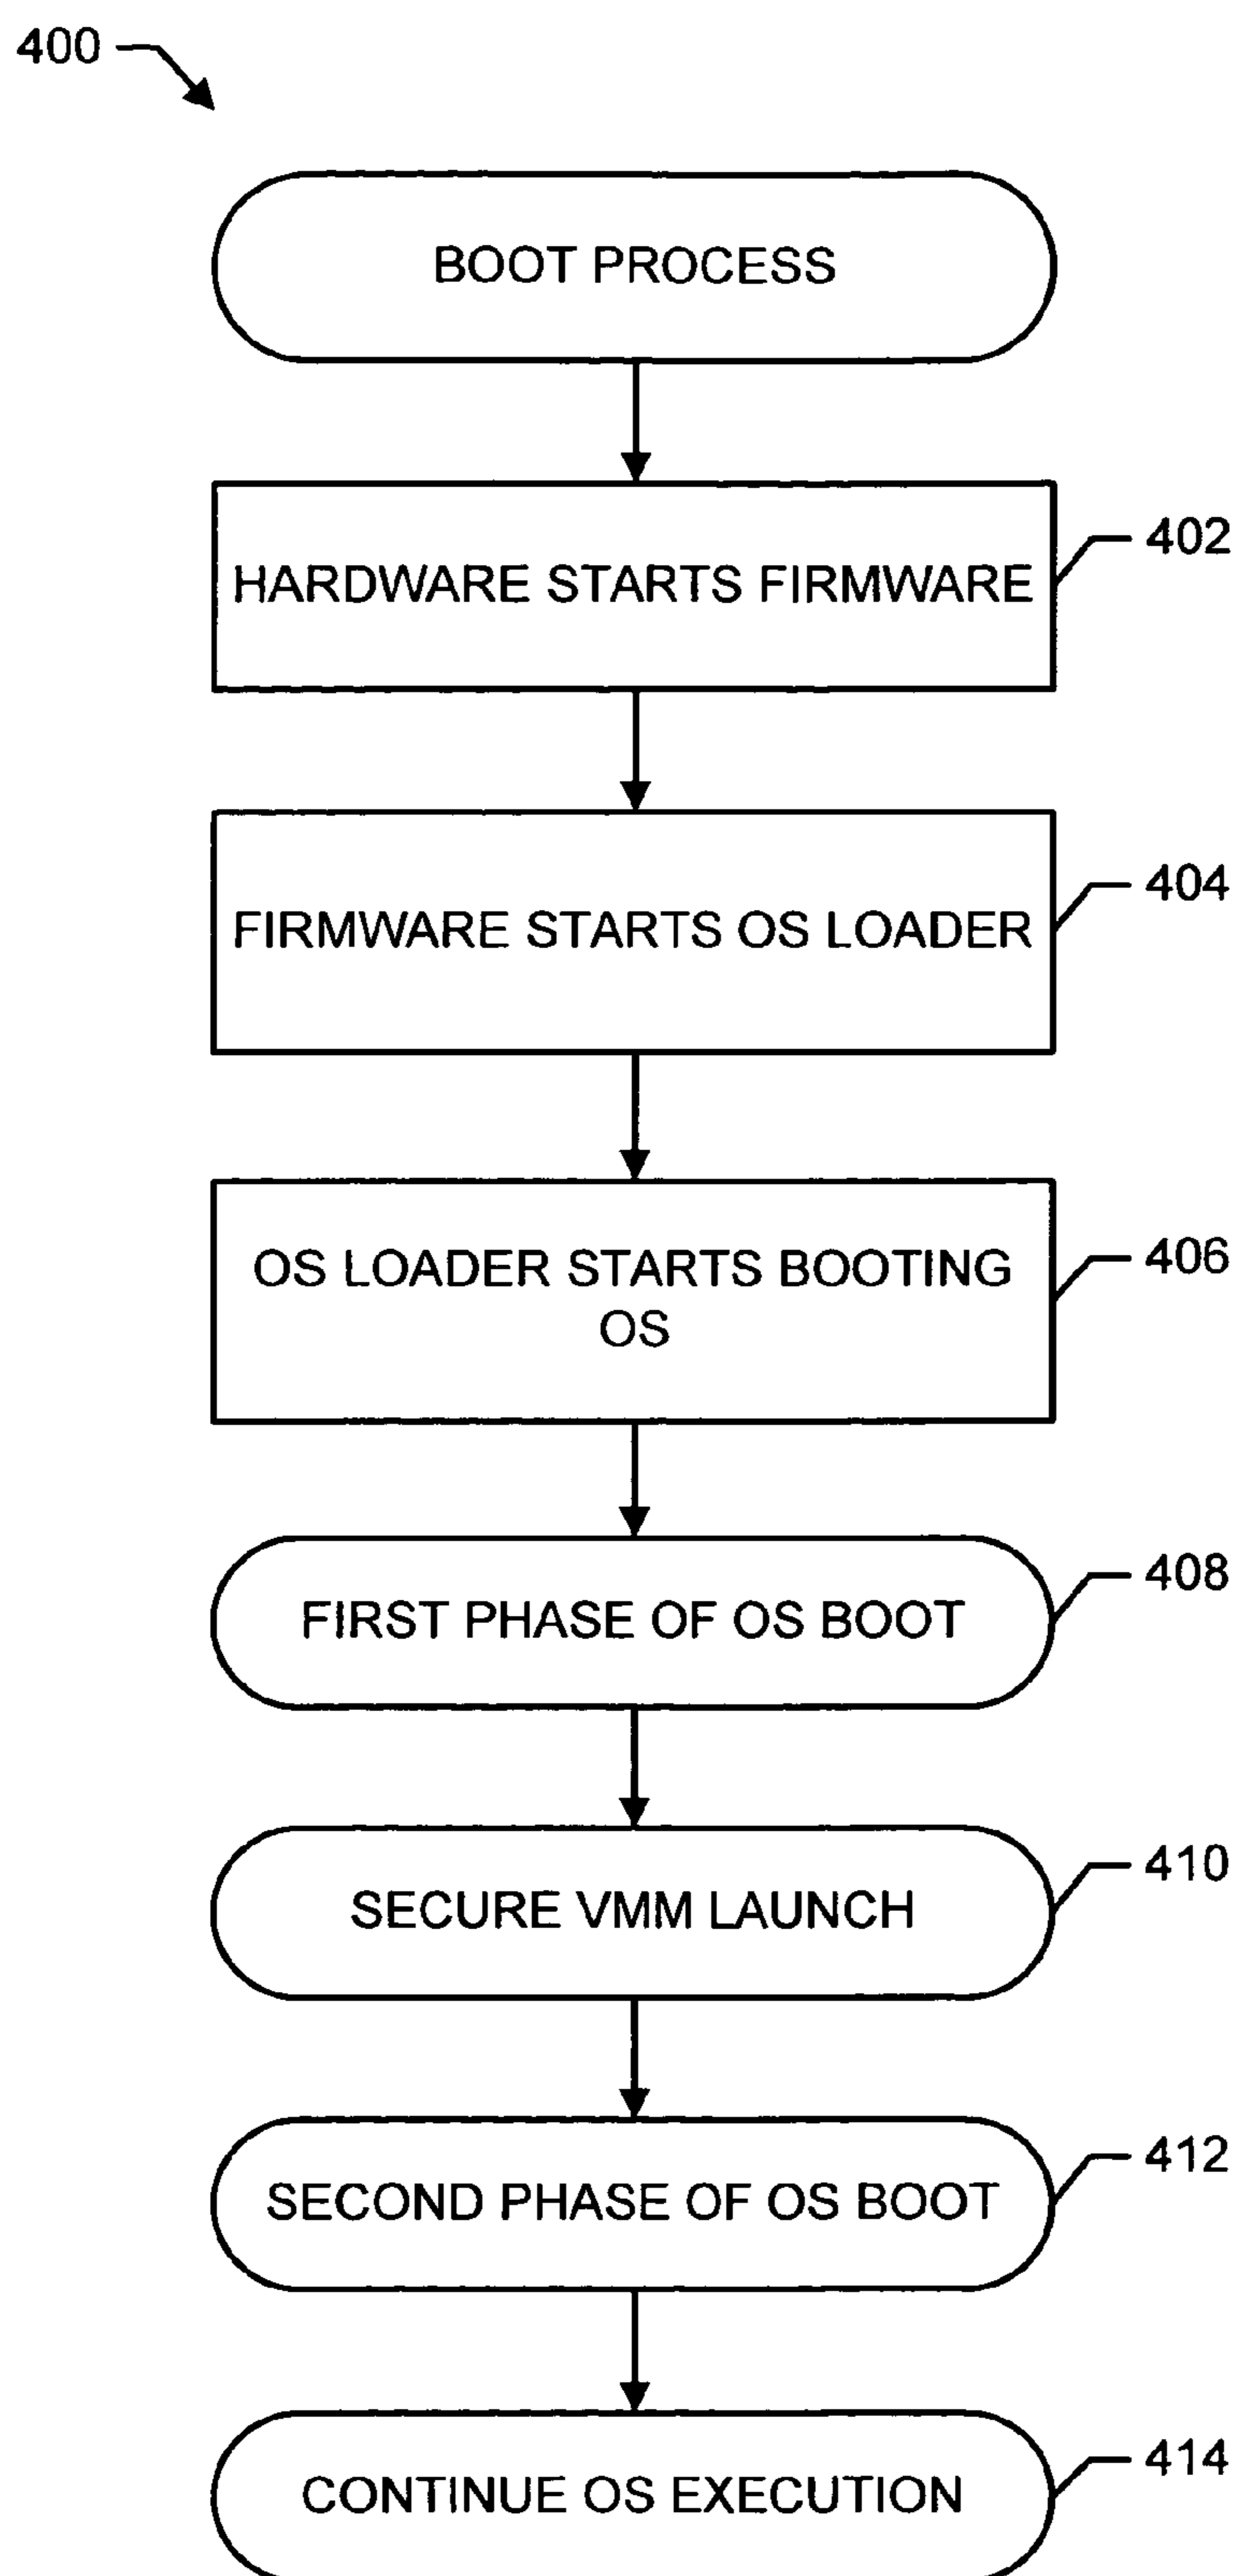 400
BOOT PROCESS
HARDWARE STARTS FIRMWARE
402
FIRMWARE STARTS OS LOADER
404
OS LOADER STARTS BOOTING
OS
406
FIRST PHASE OF OS BOOT
408
SECURE VMM LAUNCH
410
SECOND PHASE OF OS BOOT
412
CONTINUE OS EXECUTION
414